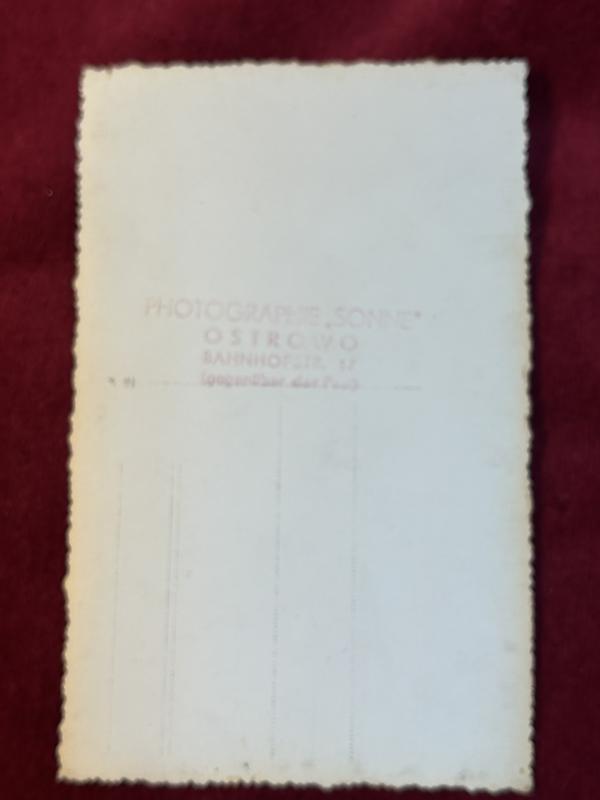 PHOTOGRAPHIE „SONNE"
OSTROWO
BAHNHOFSTR. 17
(gegenüber der Post)